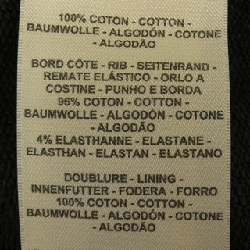 100% COTON - COTTON -
BAUMWOLLE - ALGODÓN - COTONE
- ALGODÃO
BORD CÔTE - RIB - SEITENRAND -
REMATE ELÁSTICO - ORLO A
COSTINE - PUNHO E BORDA
96% COTON - COTTON -
BAUMWOLLE - ALGODÓN - COTONE
- ALGODÃO
4% ELASTHANNE - ELASTANE -
ELASTHAN - ELASTAN - ELASTANO
DOUBLURE - LINING -
INNENFUTTER - FODERA - FORRO
100% COTON - COTTON -
BAUMWOLLE - ALGODÓN - COTONE
- ALGODÃO